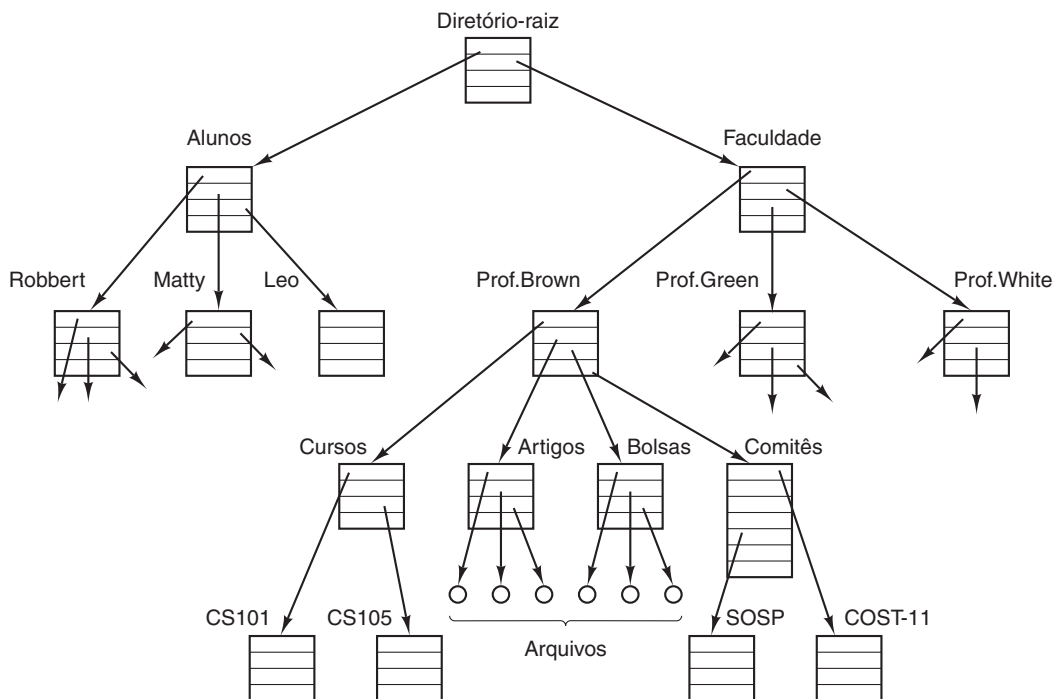 Diretório-raiz
Alunos
Faculdade
Robbert
Matty
Leo
Prof.Brown
Prof.Green
Prof.White
Cursos
Artigos
Bolsas
Comitês
CS101
CS105
SOSP
COST-11
Arquivos